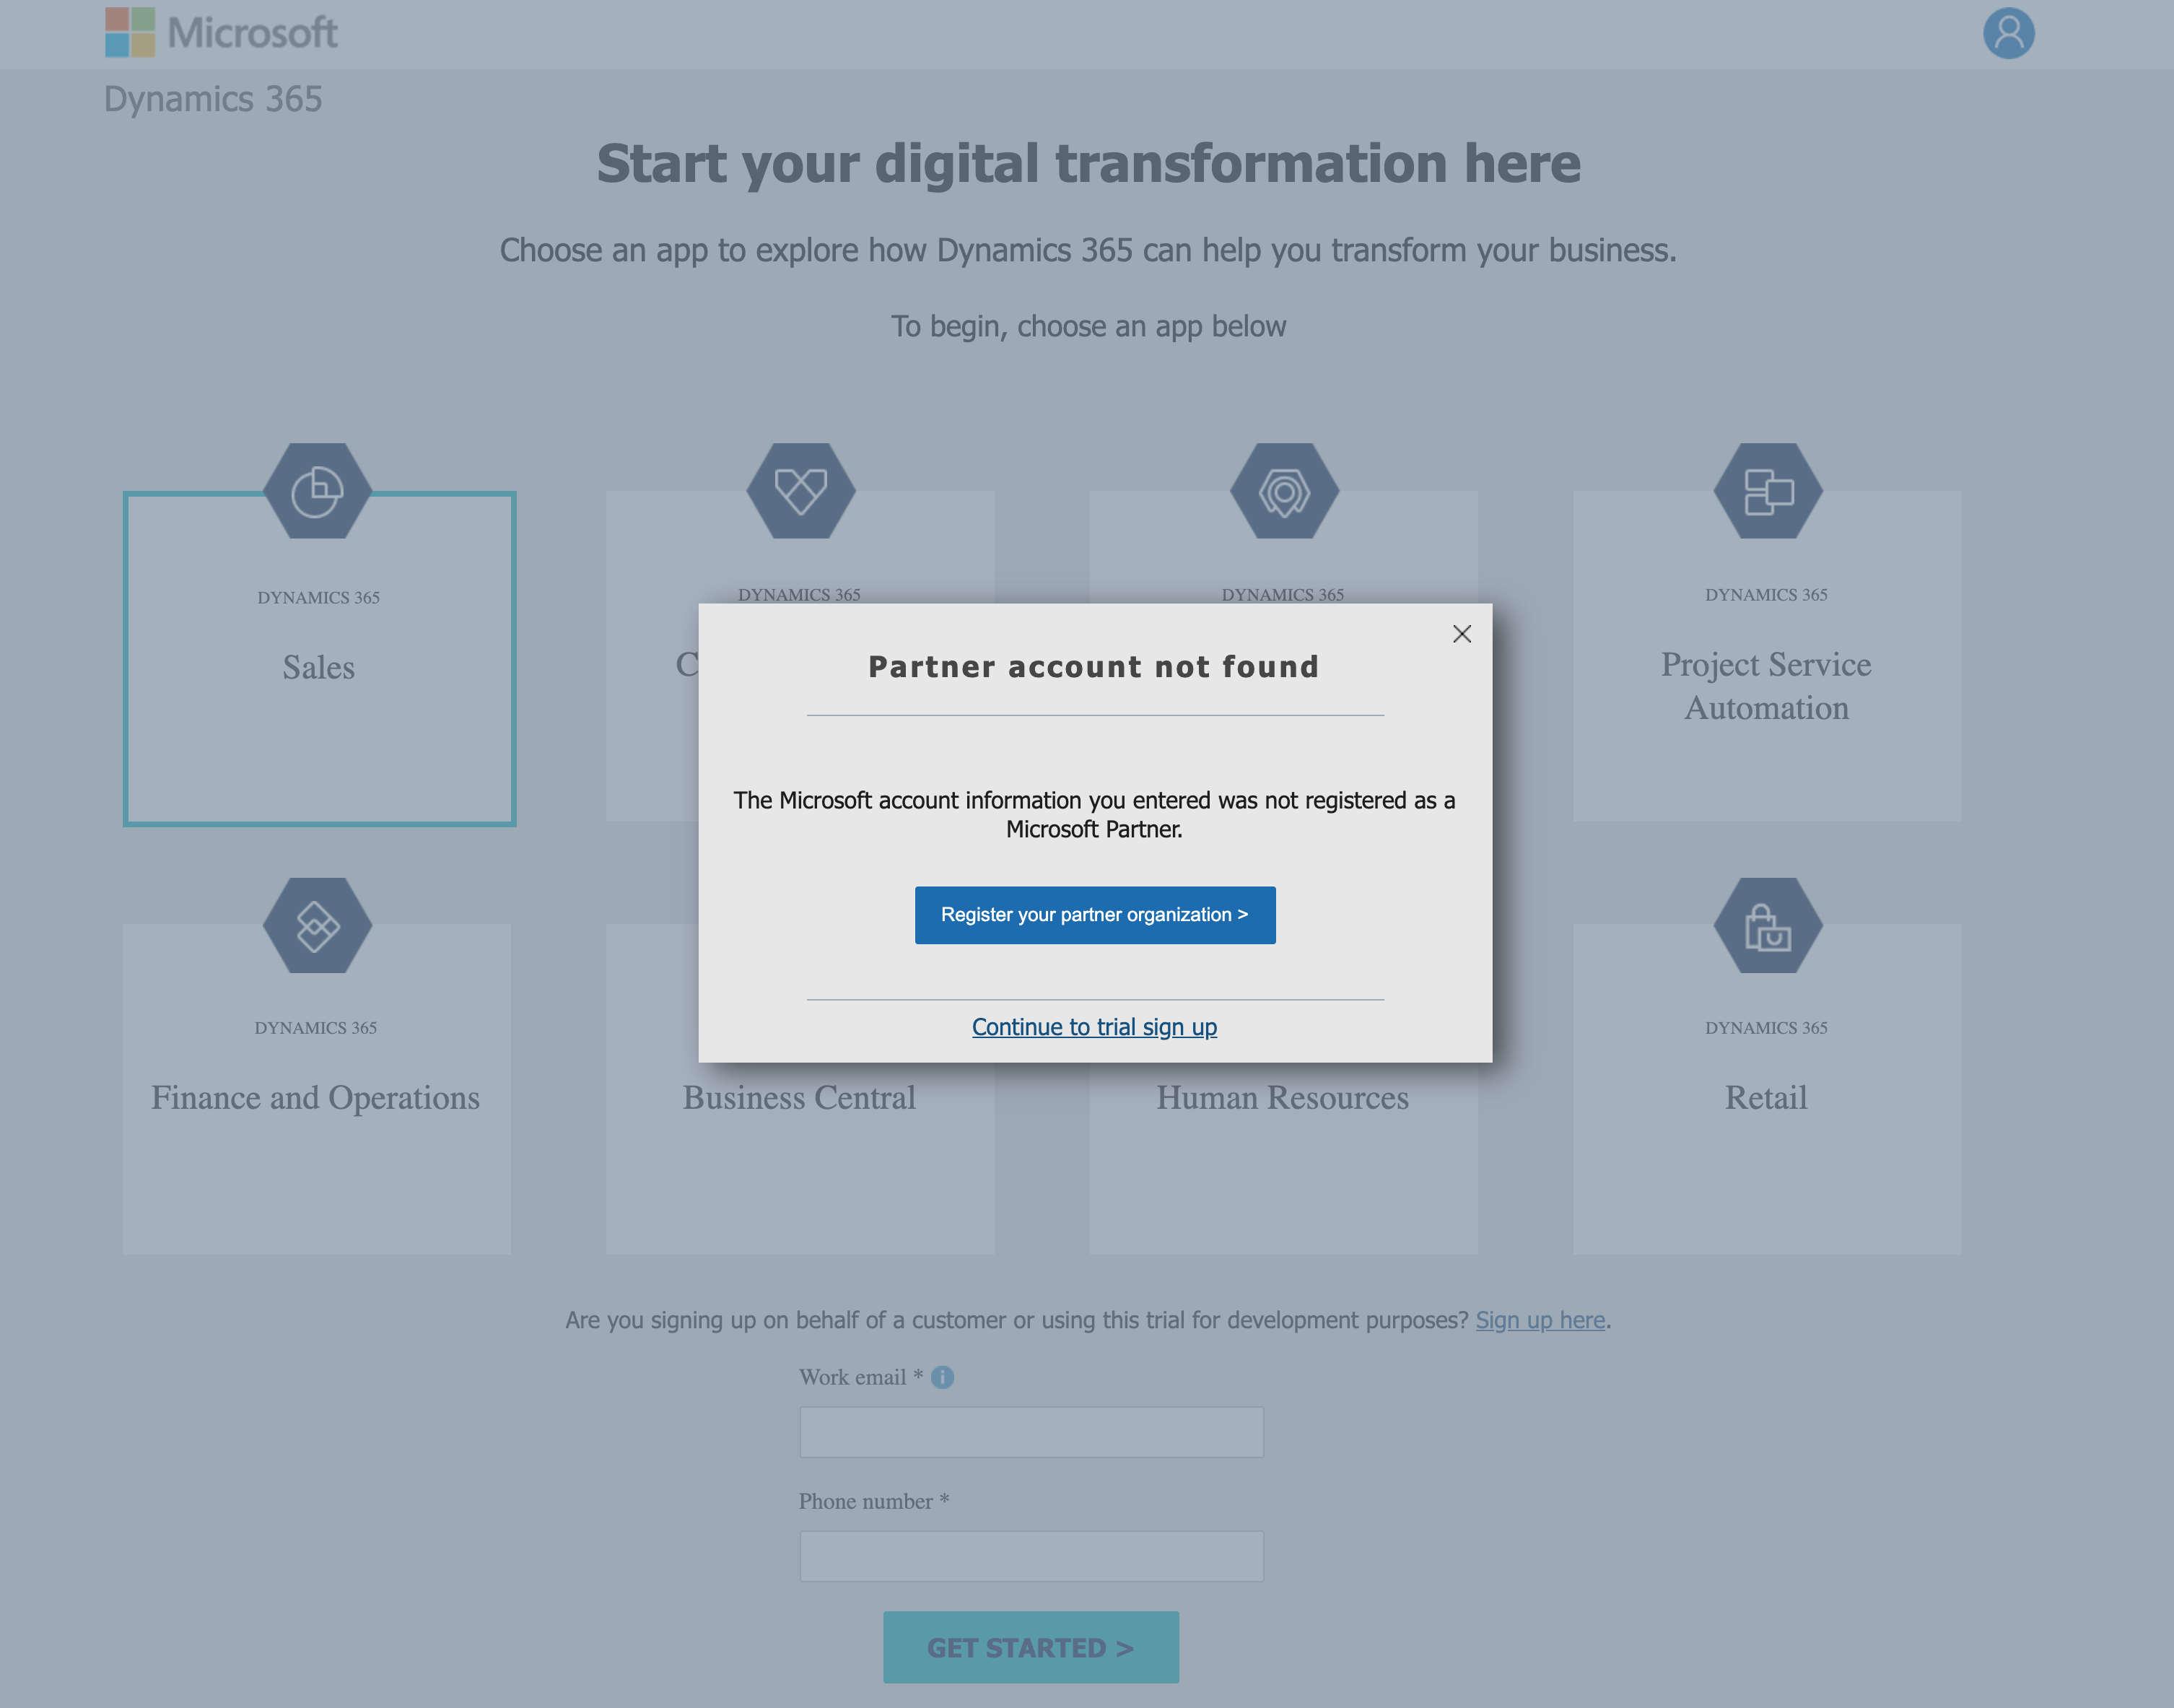 Microsoft
Dynamics 365
Start your digital transformation here
Choose an app to explore how Dynamics 365 can help you transform your business.
To begin, choose an app below
DYNAMICS 365
Sales
DYNAMICS 365
C
DYNAMICS 365
DYNAMICS 365
Project Service
Automation
Partner account not found
The Microsoft account information you entered was not registered as a
Microsoft Partner.
Register your partner organization >
Continue to trial sign up
DYNAMICS 365
Finance and Operations
Business Central
Human Resources
DYNAMICS 365
Retail
Are you signing up on behalf of a customer or using this trial for development purposes? Sign up here.
Work email *
Phone number *
GET STARTED >